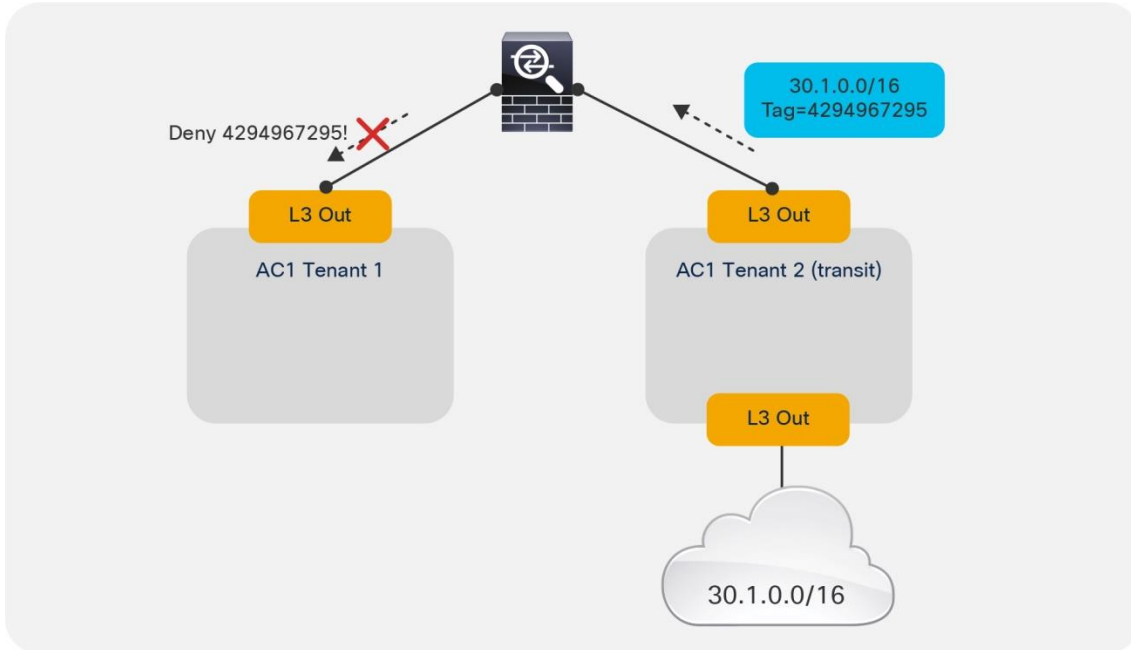 30.1.0.0/16
Tag=4294967295
Deny 4294967295!
L3 Out
L3 Out
AC1 Tenant 1
AC1 Tenant 2 (transit)
L3 Out
30.1.0.0/16